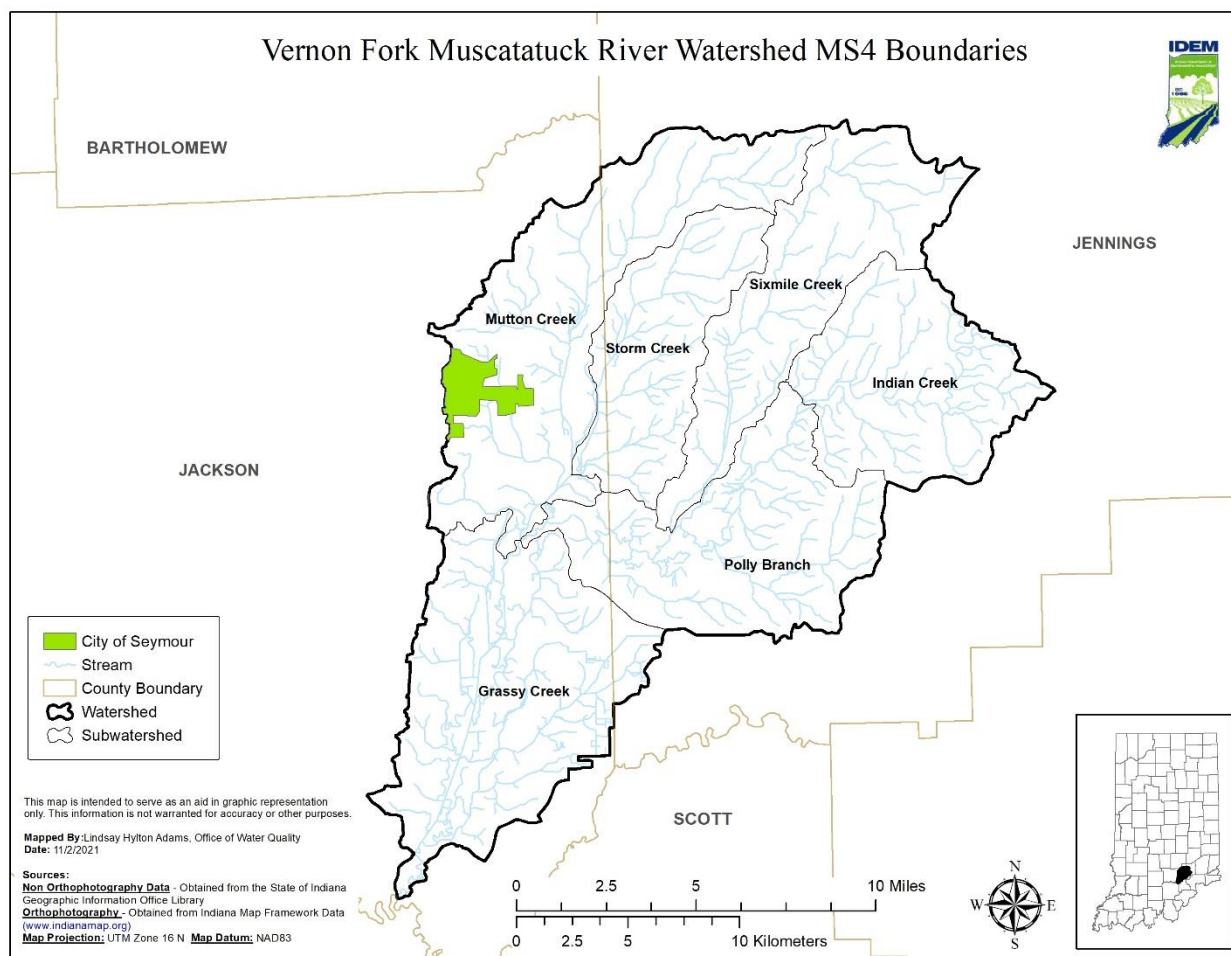 Vernon Fork Muscatatuck River Watershed MS4 Boundaries
IDEM
BARTHOLOMEW
JENNINGS
Sixmile Creek
Mutton Creek
Storm Creek
Indian Creek
JACKSON
Polly Branch
Grassy Creek
SCOTT
City of Seymour
Stream
County Boundary
Watershed
Subwatershed
This map is intended to serve as an aid in graphic representation
only. This information is not warranted for accuracy or other purposes.
Mapped By:Lindsay Hylton Adams, Office of Water Quality
Date: 11/2/2021
Sources:
Non Orthophotography Data - Obtained from the State of Indiana
Geographic Information Office Library
Orthophotography - Obtained from Indiana Map Framework Data
(www.indianamap.org)
Map Projection: UTM Zone 16 N Map Datum: NAD83
0 2.5 5 10 Miles
0 2.5 5 10 Kilometers
N
W E
S